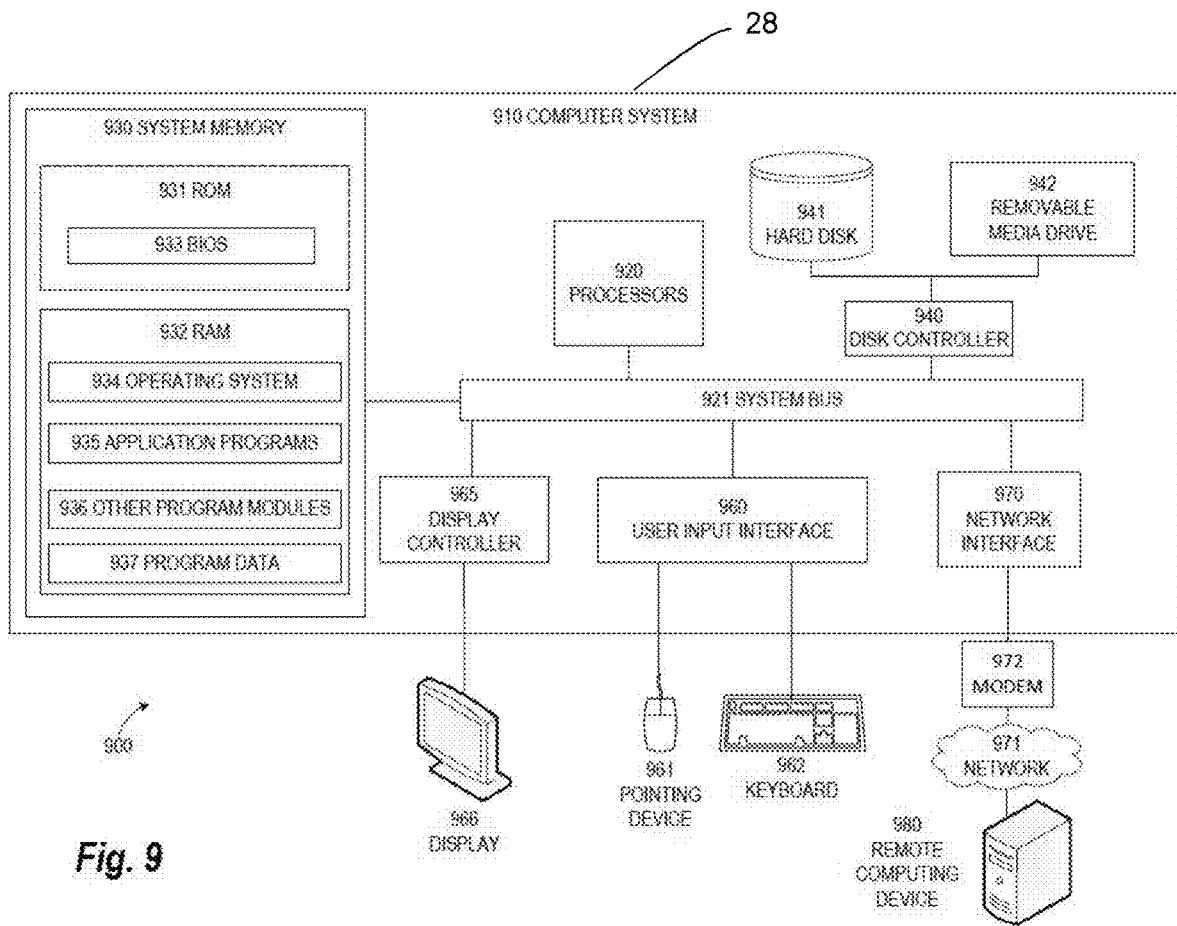 28
910 COMPUTER SYSTEM
930 SYSTEM MEMORY
931 ROM
933 BIOS
932 RAM
934 OPERATING SYSTEM
935 APPLICATION PROGRAMS
936 OTHER PROGRAM MODULES
937 PROGRAM DATA
920
PROCESSORS
941
HARD DISK
942
REMOVABLE
MEDIA DRIVE
940
DISK CONTROLLER
921 SYSTEM BUS
965
DISPLAY
CONTROLLER
960
USER INPUT INTERFACE
970
NETWORK
INTERFACE
972
MODEM
971
NETWORK
900
966
DISPLAY
961
POINTING
DEVICE
962
KEYBOARD
980
REMOTE
COMPUTING
DEVICE
Fig. 9